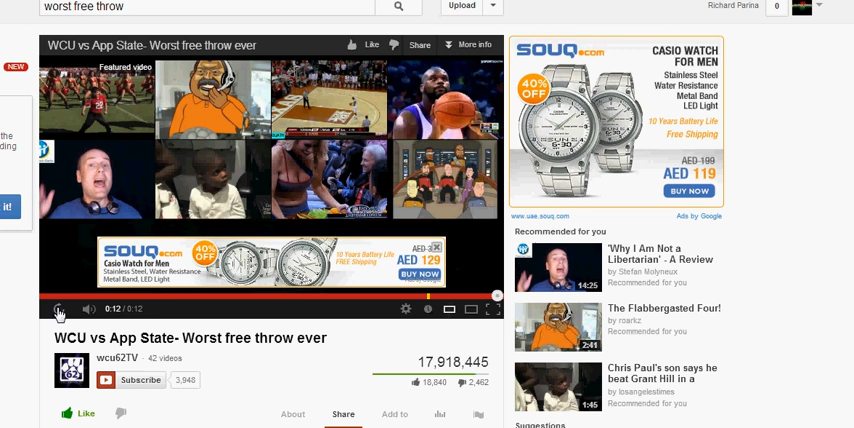 worst free throw
Upload
Richard Parina
0
NEW
the
ding
it!
WCU vs App State- Worst free throw ever
Like
Share
More info
Featured video
SOUQ.com
40%
OFF
Casio Watch for Men
Stainless Steel, Water Resistance
Metal Band, LED Light
10 Years Battery Life
FREE Shipping
AED 129
BUY NOW
0:12 / 0:12
WCU vs App State- Worst free throw ever
wcu62TV · 42 videos
Subscribe 3,948
17,918,445
18,840 2,462
Like
About Share Add to
SOUQ.com
40%
OFF
CASIO WATCH
FOR MEN
Stainless Steel
Water Resistance
Metal Band
LED Light
10 Years Battery Life
Free Shipping
AED 199
AED 119
BUY NOW
www.uae.souq.com
Ads by Google
Recommended for you
'Why I Am Not a
Libertarian' - A Review
by Stefan Molyneux
Recommended for you
14:25
The Flabbergasted Four!
by roarkz
Recommended for you
2:41
Chris Paul's son says he
beat Grant Hill in a
by losangelestimes
Recommended for you
1:45
Suggestions